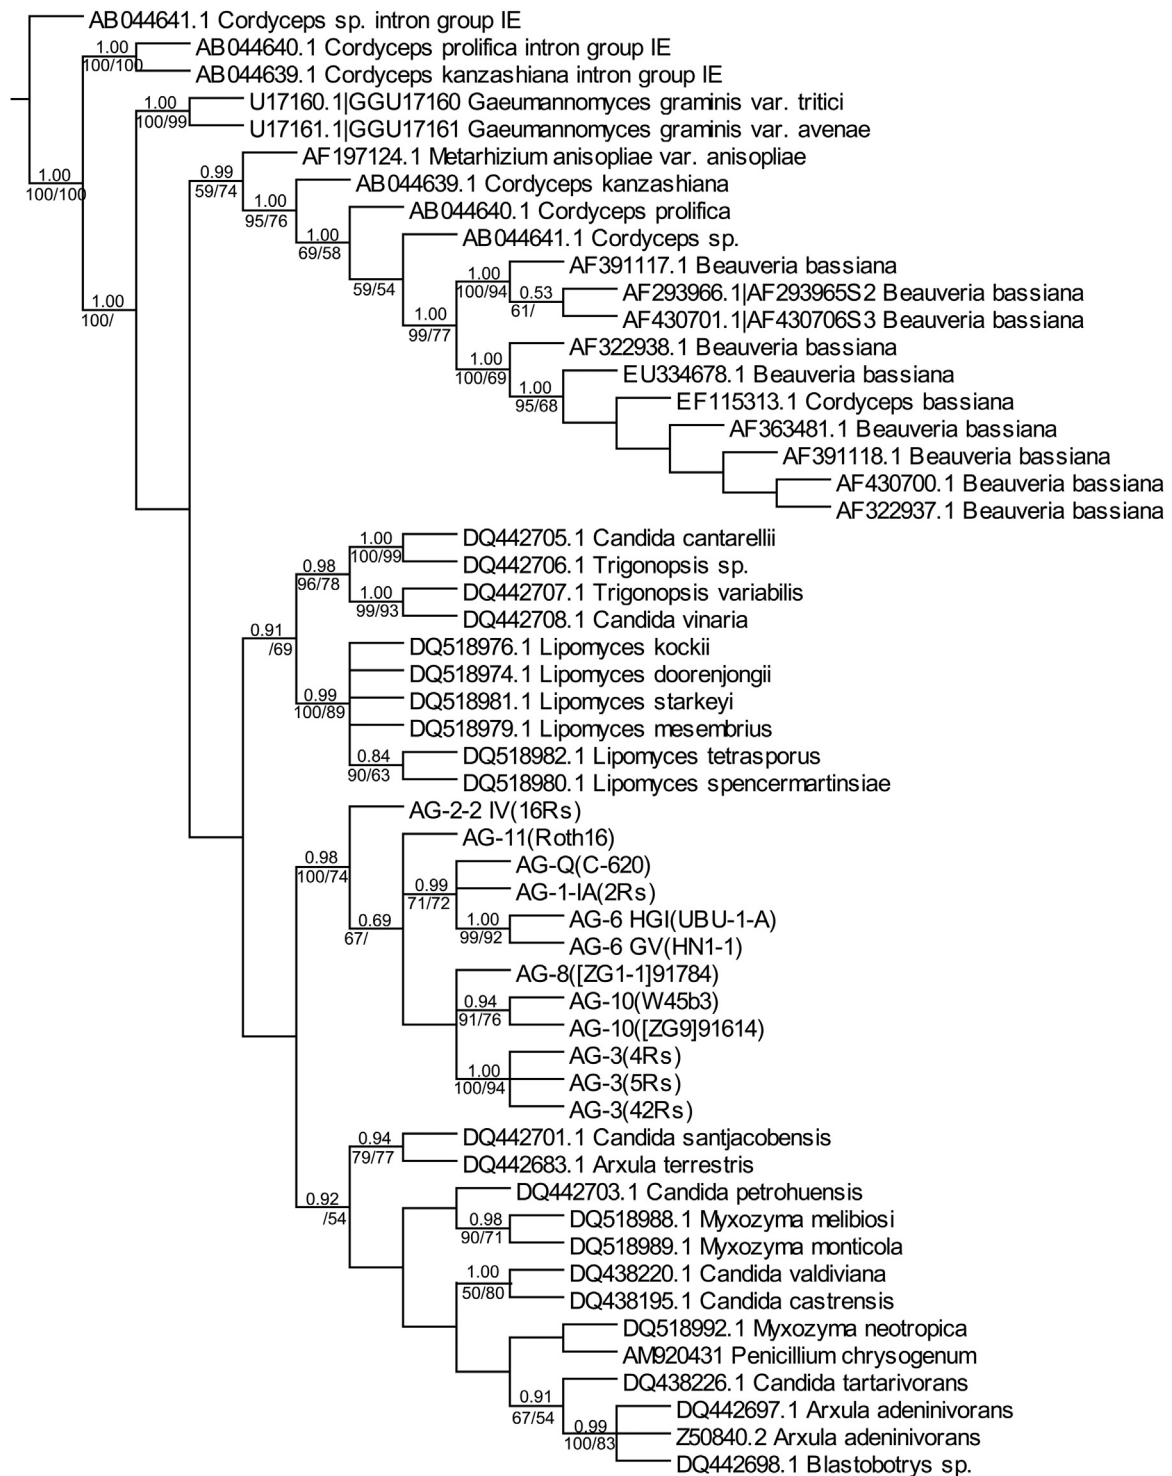 AB044641.1 Cordyceps sp. intron group IE
1.00
100/100
AB044640.1 Cordyceps prolifica intron group IE
AB044639.1 Cordyceps kanzashiana intron group IE
1.00
100/99
U17160.1|GGU17160 Gaeumannomyces graminis var. tritici
U17161.1|GGU17161 Gaeumannomyces graminis var. avenae
AF197124.1 Metarhizium anisopliae var. anisopliae
1.00
100/100
0.99
59/74
AB044639.1 Cordyceps kanzashiana
1.00
95/76
AB044640.1 Cordyceps prolifica
1.00
69/58
AB044641.1 Cordyceps sp.
AF391117.1 Beauveria bassiana
59/54
1.00
100/94
0.53
61/
AF293966.1|AF293965S2 Beauveria bassiana
1.00
100/
AF430701.1|AF430706S3 Beauveria bassiana
1.00
99/77
AF322938.1 Beauveria bassiana
1.00
100/69
EU334678.1 Beauveria bassiana
1.00
95/68
EF115313.1 Cordyceps bassiana
AF363481.1 Beauveria bassiana
AF391118.1 Beauveria bassiana
AF430700.1 Beauveria bassiana
AF322937.1 Beauveria bassiana
1.00
100/99
DQ442705.1 Candida cantarellii
DQ442706.1 Trigonopsis sp.
0.98
96/78
1.00
99/93
DQ442707.1 Trigonopsis variabilis
DQ442708.1 Candida vinaria
0.91
/69
DQ518976.1 Lipomyces kockii
DQ518974.1 Lipomyces doorenjongii
0.99
100/89
DQ518981.1 Lipomyces starkeyi
DQ518979.1 Lipomyces mesembrius
0.84
90/63
DQ518982.1 Lipomyces tetrasporus
DQ518980.1 Lipomyces spencermartinsiae
AG-2-2 IV(16Rs)
AG-11(Roth16)
0.98
100/74
AG-Q(C-620)
0.99
71/72
AG-1-IA(2Rs)
0.69
67/
1.00
99/92
AG-6 HGI(UBU-1-A)
AG-6 GV(HN1-1)
AG-8([ZG1-1]91784)
0.94
91/76
AG-10(W45b3)
AG-10([ZG9]91614)
AG-3(4Rs)
1.00
100/94
AG-3(5Rs)
AG-3(42Rs)
0.94
79/77
DQ442701.1 Candida santjacobensis
DQ442683.1 Arxula terrestris
0.92
/54
DQ442703.1 Candida petrohuensis
0.98
90/71
DQ518988.1 Myxozyma melibiosi
DQ518989.1 Myxozyma monticola
1.00
50/80
DQ438220.1 Candida valdiviana
DQ438195.1 Candida castrensis
DQ518992.1 Myxozyma neotropica
AM920431 Penicillium chrysogenum
DQ438226.1 Candida tartarivorans
0.91
67/54
DQ442697.1 Arxula adeninivorans
0.99
100/83
Z50840.2 Arxula adeninivorans
DQ442698.1 Blastobotrys sp.